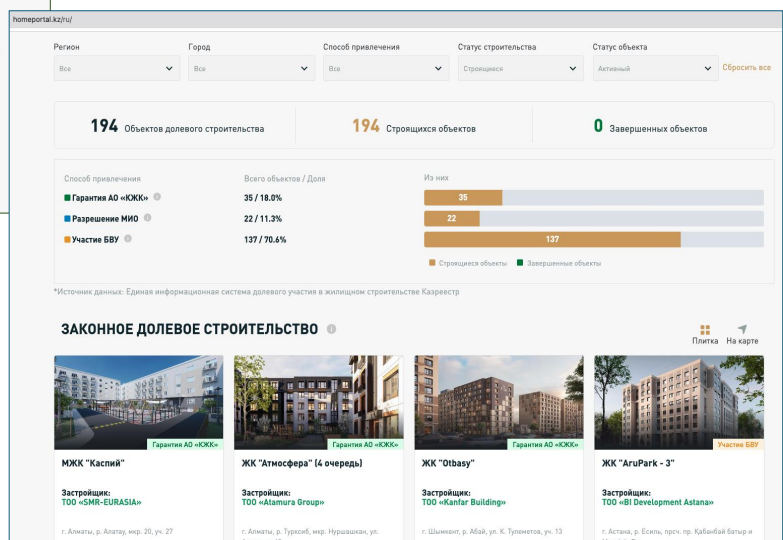 homeportal.kz/ru/
Регион Город Способ привлечения Статус строительства Статус объекта
Все Все Все Строящиеся Активный Сбросить все
194 Объектов долевого строительства 194 Строящихся объектов 0 Завершенных объектов
Способ привлечения Всего объектов / Доля Из них
Гарантия АО «КЖК» 35 / 18.0% 35
Разрешение МИО 22 / 11.3% 22
Участие БВУ 137 / 70.6% 137
Строящиеся объекты Завершенные объекты
*Источник данных: Единая информационная система долевого участия в жилищном строительстве Казреестр
ЗАКОННОЕ ДОЛЕВОЕ СТРОИТЕЛЬСТВО
Плитка На карте
Гарантия АО «КЖК» Гарантия АО «КЖК» Гарантия АО «КЖК» Участие БВУ
МЖК "Каспий" ЖК "Атмосфера" (4 очередь) ЖК "Otbasy" ЖК "AruPark - 3"
Застройщик: Застройщик: Застройщик: Застройщик:
ТОО «SMR-EURASIA» ТОО «Atamura Group» ТОО «Kanfar Building» ТОО «BI Development Astana»
г. Алматы, р. Алатау, мкр. 20, уч. 27 г. Алматы, р. Турксиб, мкр. Нуршашкан, ул. г. Шымкент, р. Абай, ул. К. Тулеметов, уч. 13 г. Астана, р. Есиль, прсп. пр. Қабанбай батыр и